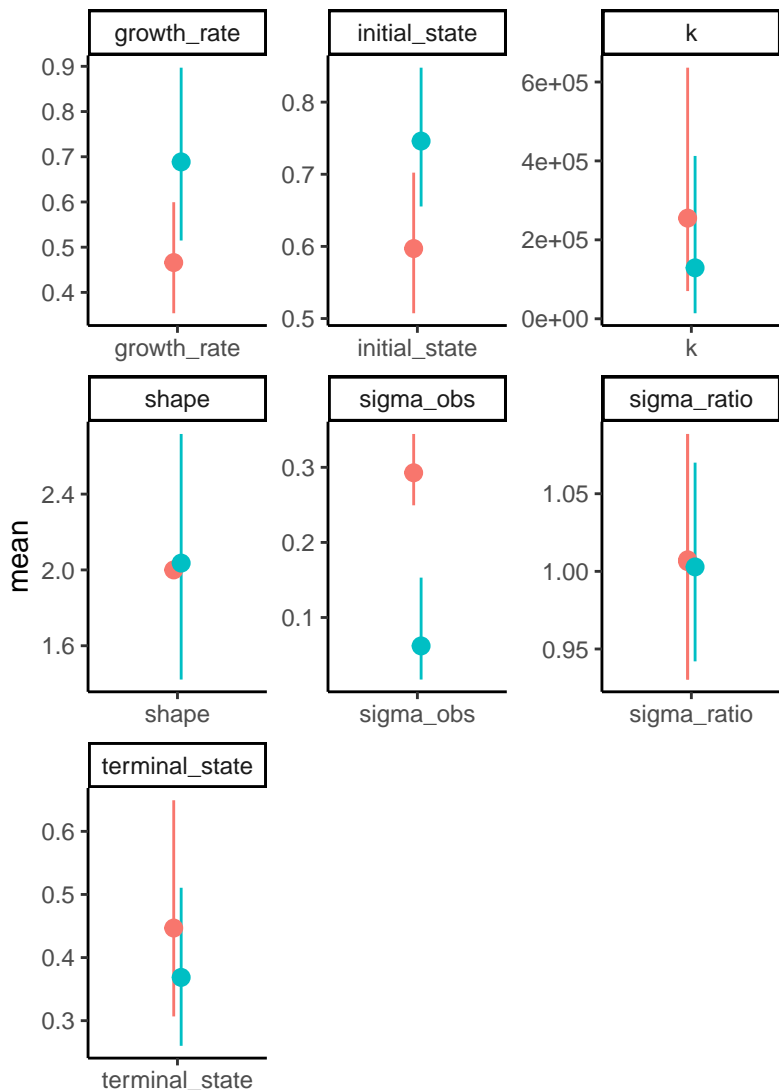 growth_rate
initial_state
k
0.9
0.8
0.7
0.6
0.5
0.4
growth_rate
0.8
0.7
0.6
0.5
initial_state
6e+05
4e+05
2e+05
0e+00
k
shape
sigma_obs
sigma_ratio
mean
2.4
2.0
1.6
shape
0.3
0.2
0.1
sigma_obs
1.05
1.00
0.95
sigma_ratio
terminal_state
0.6
0.5
0.4
0.3
terminal_state